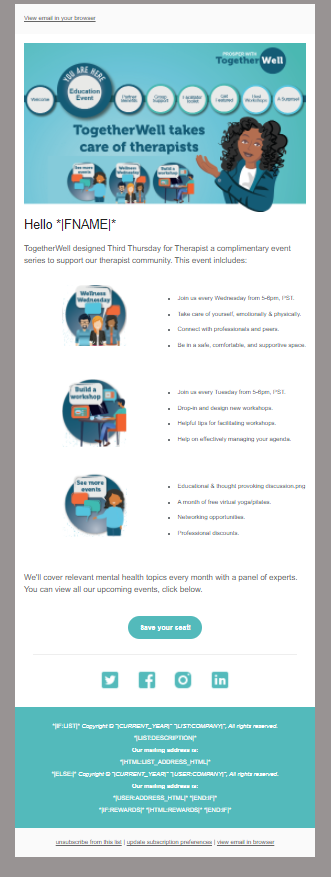 View email in your browser
PROSPER WITH
TogetherWell
YOU ARE HERE
Welcome
Education
Event
Partner
Benefits
Group
Support
Facilitator
Get
Featured
Host
Workshops
A Surprise!
TogetherWell takes
care of therapists
See more
events
Wellness
Wednesday
Build a
workshop
Hello *|FNAME|*
TogetherWell designed Third Thursday for Therapist a complimentary event
series to support our therapist community. This event inlcludes:
Wellness
Wednesday
• Join us every Wednesday from 5-6pm, PST.
• Take care of yourself, emotionally & physically.
• Connect with professionals and peers.
• Be in a safe, comfortable, and supportive space.
Build a
workshop
• Join us every Tuesday from 5-6pm, PST.
• Drop-in and design new workshops.
• Helpful tips for facilitating workshops.
• Help on effectively managing your agenda.
See more
events
• Educational & thought provoking discussion.png
• A month of free virtual yoga/pilates.
• Networking opportunities.
• Professional discounts.
We'll cover relevant mental health topics every month with a panel of experts.
You can view all our upcoming events, click below.
Save your seat!
*|IF:LIST|* Copyright © *|CURRENT_YEAR|* *|LIST:COMPANY|*, All rights reserved.
*|LIST:DESCRIPTION|*
Our mailing address is:
*|HTML:LIST_ADDRESS_HTML|*
*|ELSE:|* Copyright © *|CURRENT_YEAR|* *|USER:COMPANY|*, All rights reserved.
Our mailing address is:
*|USER:ADDRESS_HTML|* *|END:IF|*
*|IF:REWARDS|* *|HTML:REWARDS|* *|END:IF|*
unsubscribe from this list | update subscription preferences | view email in browser